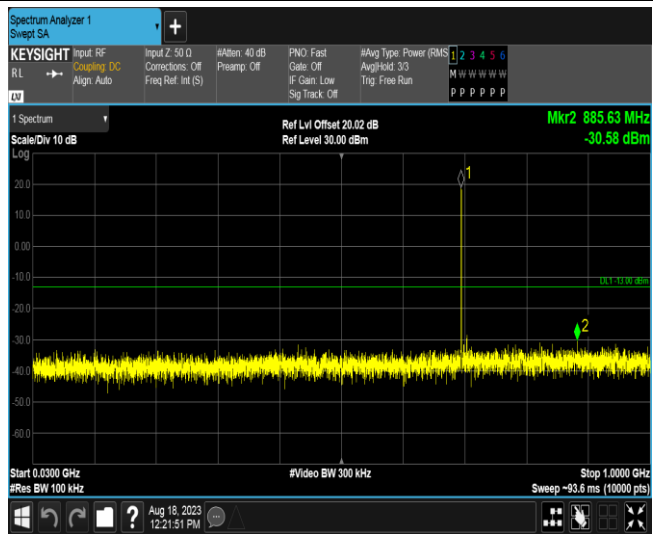 Spectrum Analyzer 1
Swept SA
+
KEYSIGHT
RL
Input: RF
Coupling: DC
Align: Auto
Input Z: 50 Ω
Corrections: Off
Freq Ref: Int (S)
#Atten: 40 dB
Preamp: Off
PNO: Fast
Gate: Off
IF Gain: Low
Sig Track: Off
#Avg Type: Power (RMS
Avg|Hold: 3/3
Trig: Free Run
1 2 3 4 5 6
M W W W W W
P P P P P P
1 Spectrum
Scale/Div 10 dB
Ref Lvl Offset 20.02 dB
Ref Level 30.00 dBm
Mkr2 885.63 MHz
-30.58 dBm
Log
1
20.0
10.0
0.00
-10.0
DL1 -13.00 dBm
-20.0
2
-30.0
-40.0
-50.0
-60.0
Start 0.0300 GHz
#Video BW 300 kHz
Stop 1.0000 GHz
#Res BW 100 kHz
Sweep ~93.6 ms (10000 pts)
?
Aug 18, 2023
12:21:51 PM